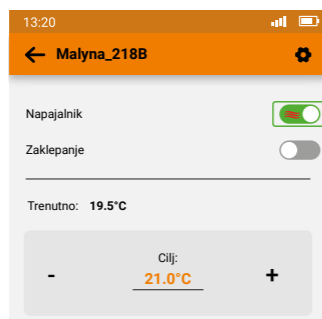 13:20
Malyna_218B
Napajalnik
Zaklepanje
Trenutno: 19.5°C
Cilj:
- 21.0°C +